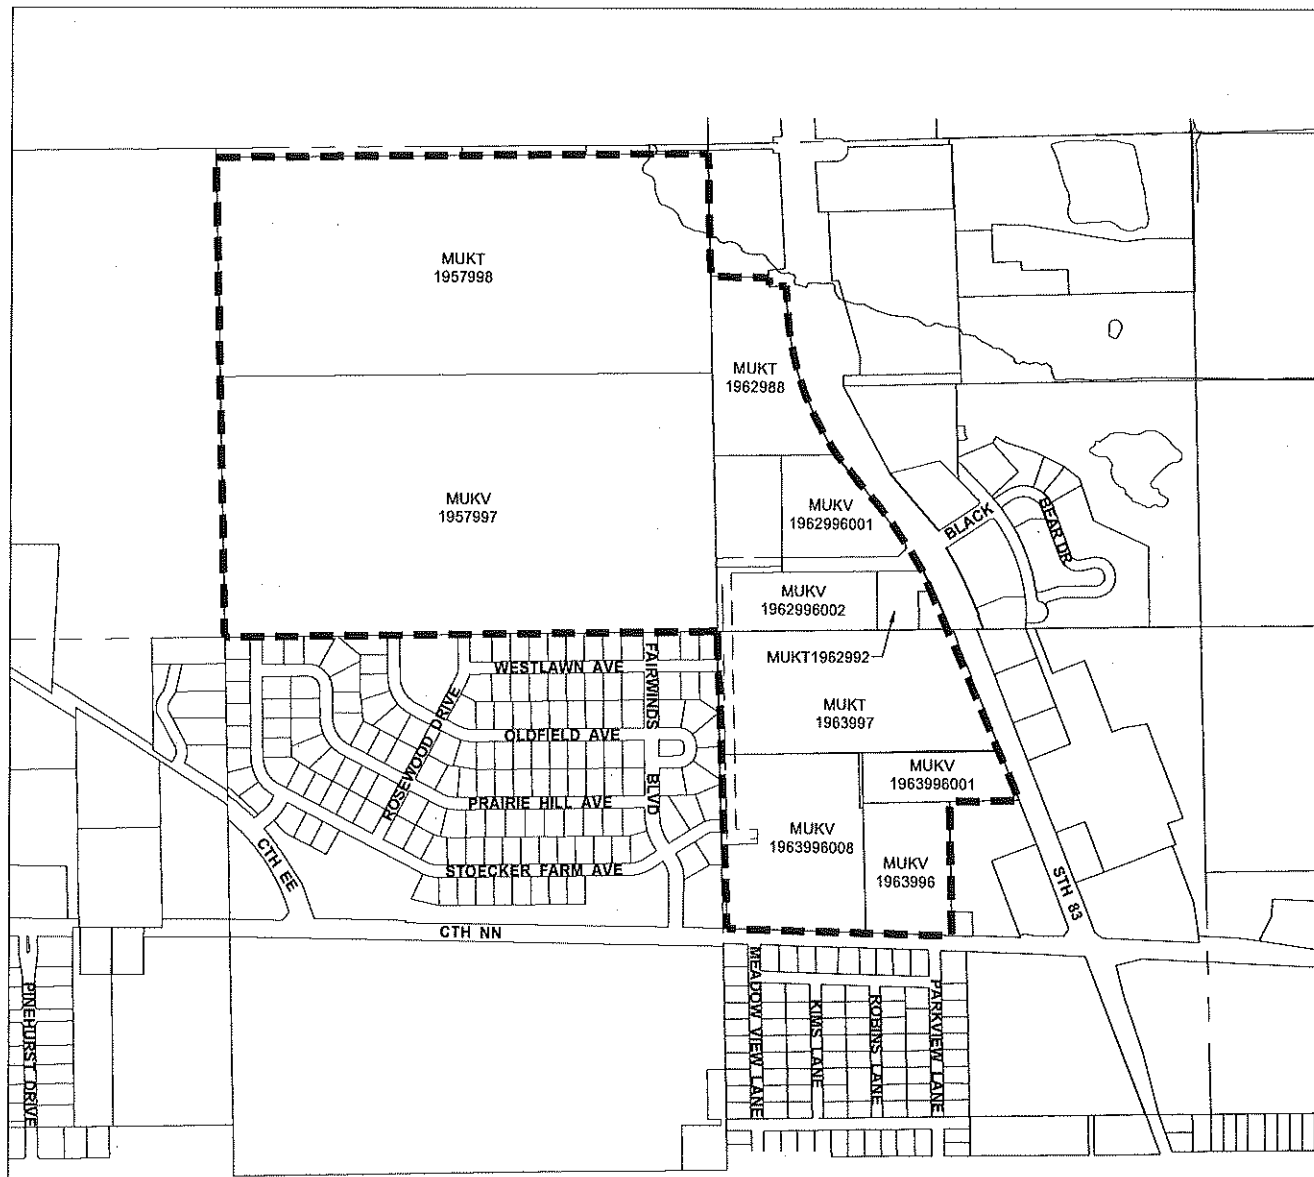 MUKT
1957998
MUKT
1962988
MUKV
1957997
MUKV
1962996001
BLACK
BEAR DR
MUKV
1962996002
MUKT1962992
WESTLAWN AVE
FAIRWINDS
BLVD
MUKT
1963997
ROSEWOOD DRIVE
OLDFIELD AVE
MUKV
1963996001
PRAIRIE HILL AVE
MUKV
1963996008
MUKV
1963996
STOECKER FARM AVE
CTH EE
STH 83
CTH NN
PINEHURST DRIVE
MEADOW VIEW LANE
KIMS LANE
ROBINS LANE
PARKVIEW LANE